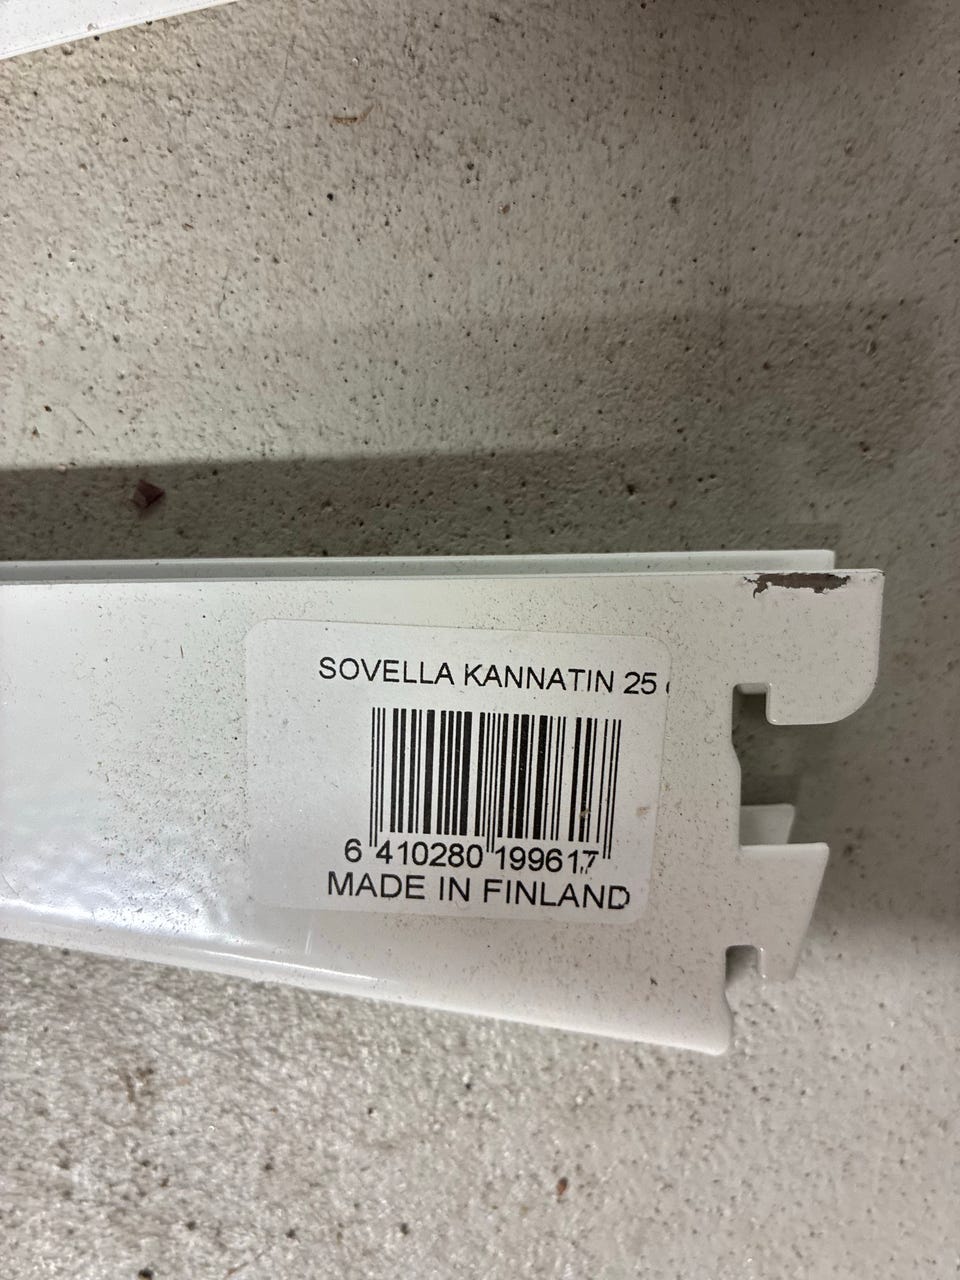 SOVELLA KANNATIN 25
6 410280 199617
MADE IN FINLAND